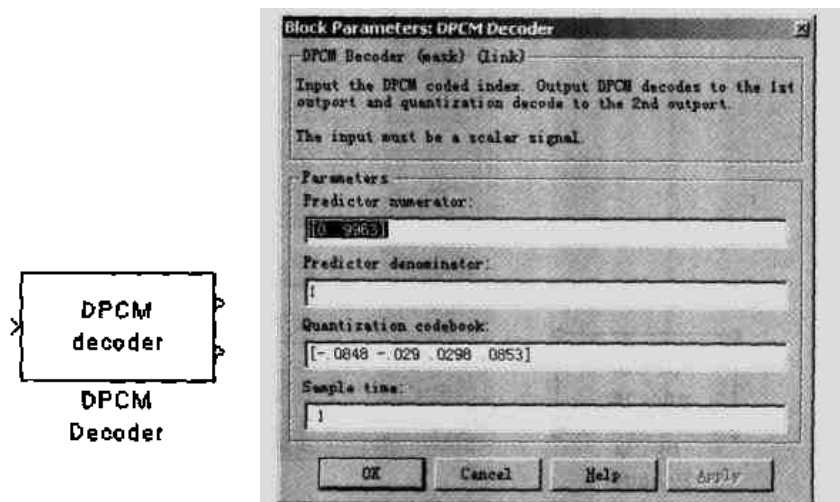 DPCM
decoder
DPCM
Decoder
Block Parameters: DPCM Decoder
DPCM Decoder (mask) (link)
Input the DPCM coded index. Output DPCM decodes to the 1st
outport and quantization decode to the 2nd outport.
The input must be a scalar signal.
Parameters
Predictor numerator:
[0 .9963]
Predictor denominator:
1
Quantization codebook:
[-.0848 -.029 .0298 .0853]
Sample time:
.1
OK
Cancel
Help
Apply